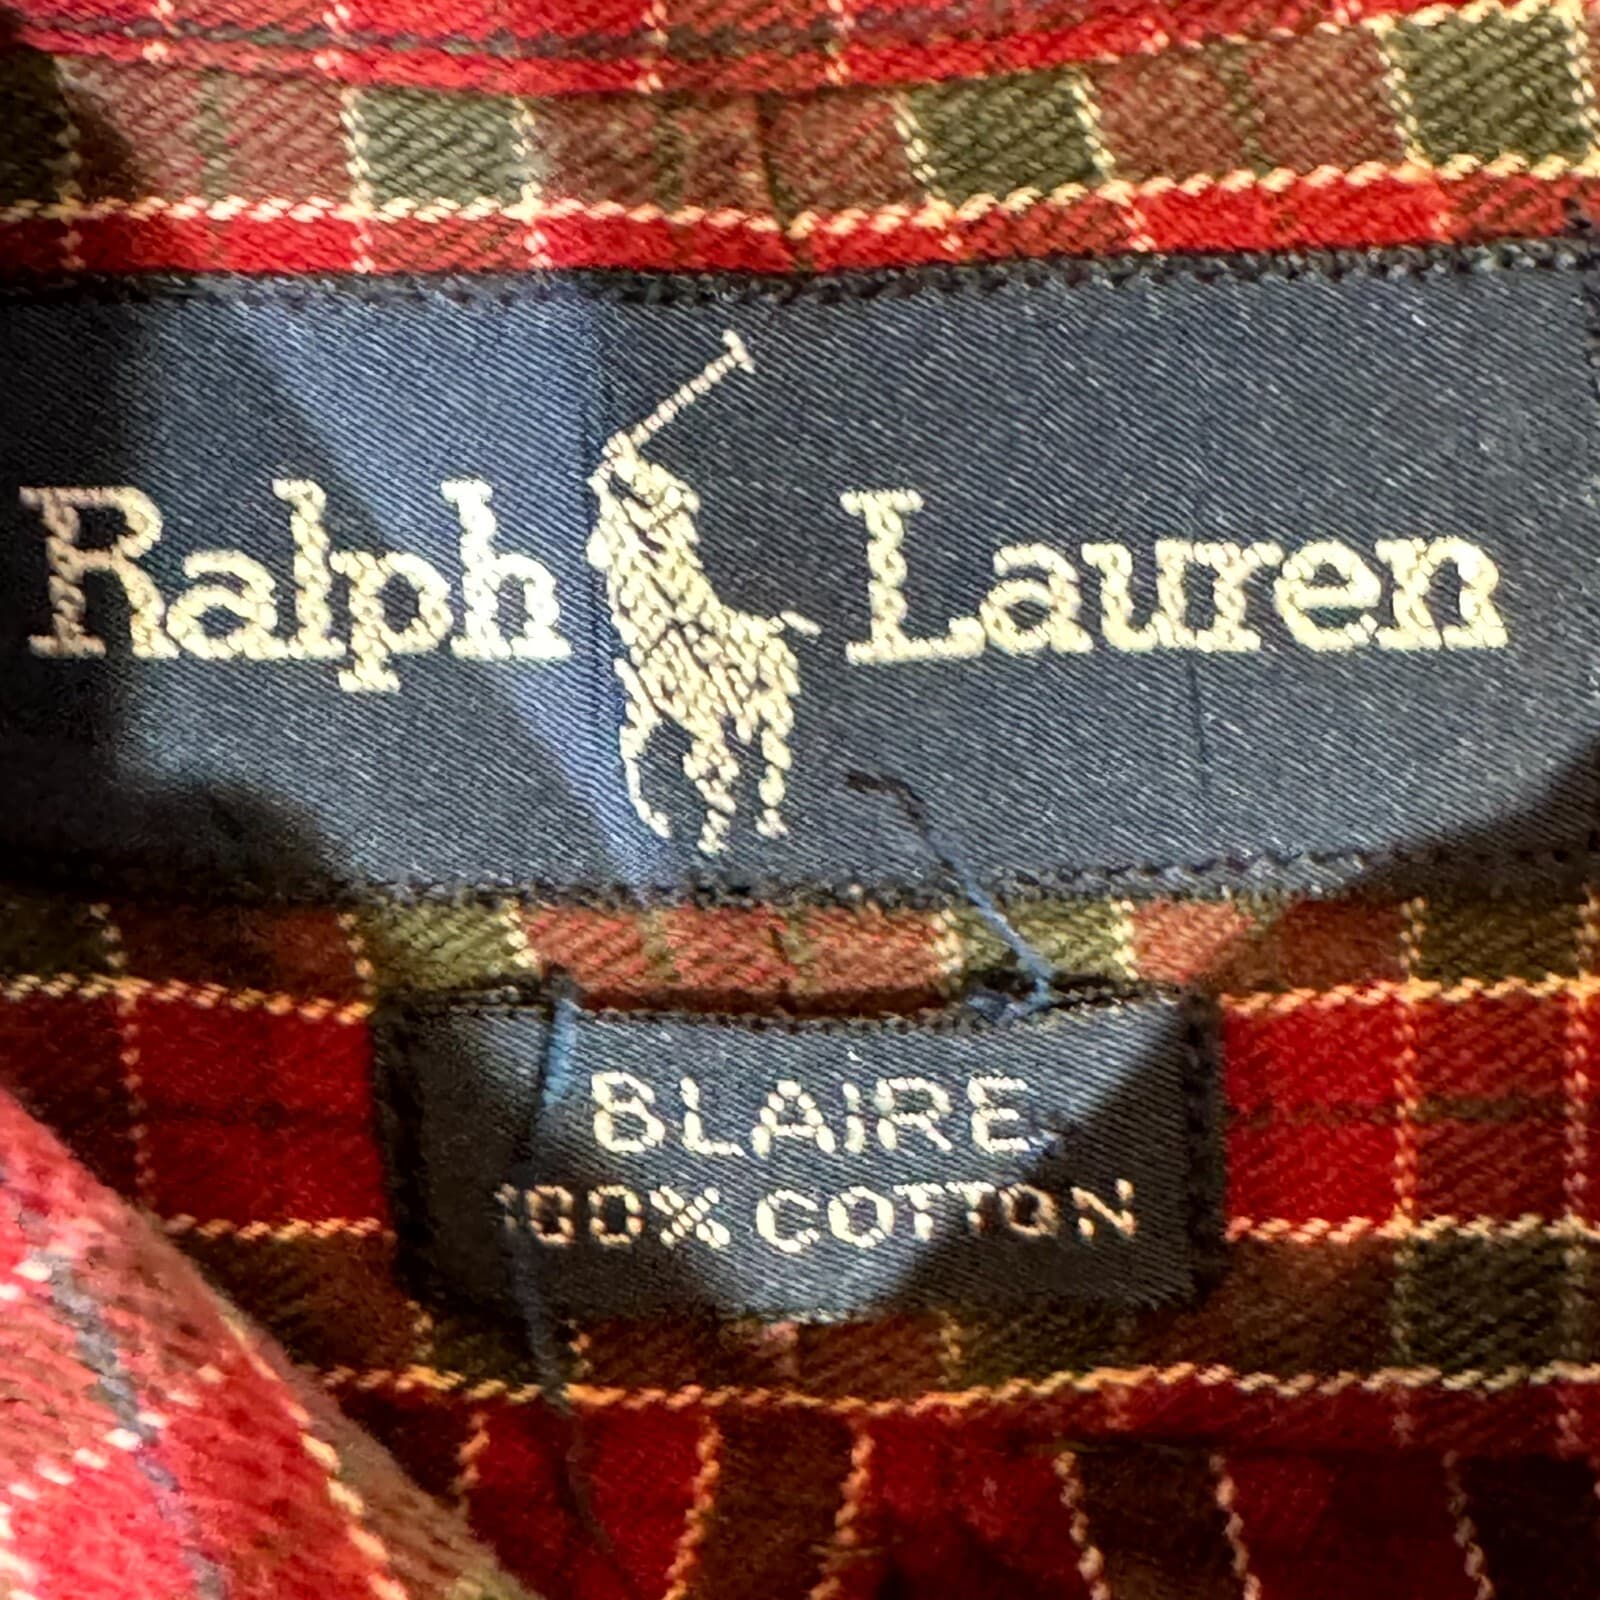 Ralph Lauren
BLAIRE
100% COTTON